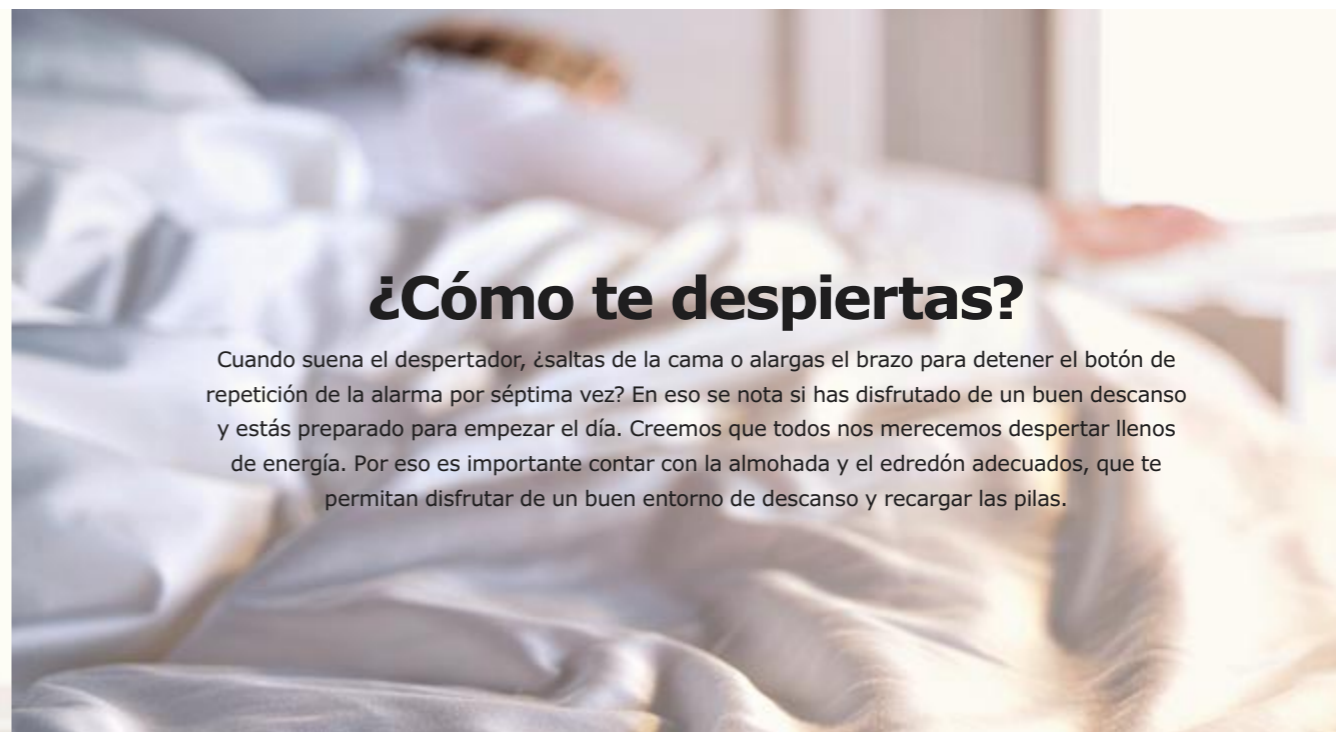 ¿Cómo te despiertas?
Cuando suena el despertador, ¿saltas de la cama o alargas el brazo para detener el botón de
repetición de la alarma por séptima vez? En eso se nota si has disfrutado de un buen descanso
y estás preparado para empezar el día. Creemos que todos nos merecemos despertar llenos
de energía. Por eso es importante contar con la almohada y el edredón adecuados, que te
permitan disfrutar de un buen entorno de descanso y recargar las pilas.